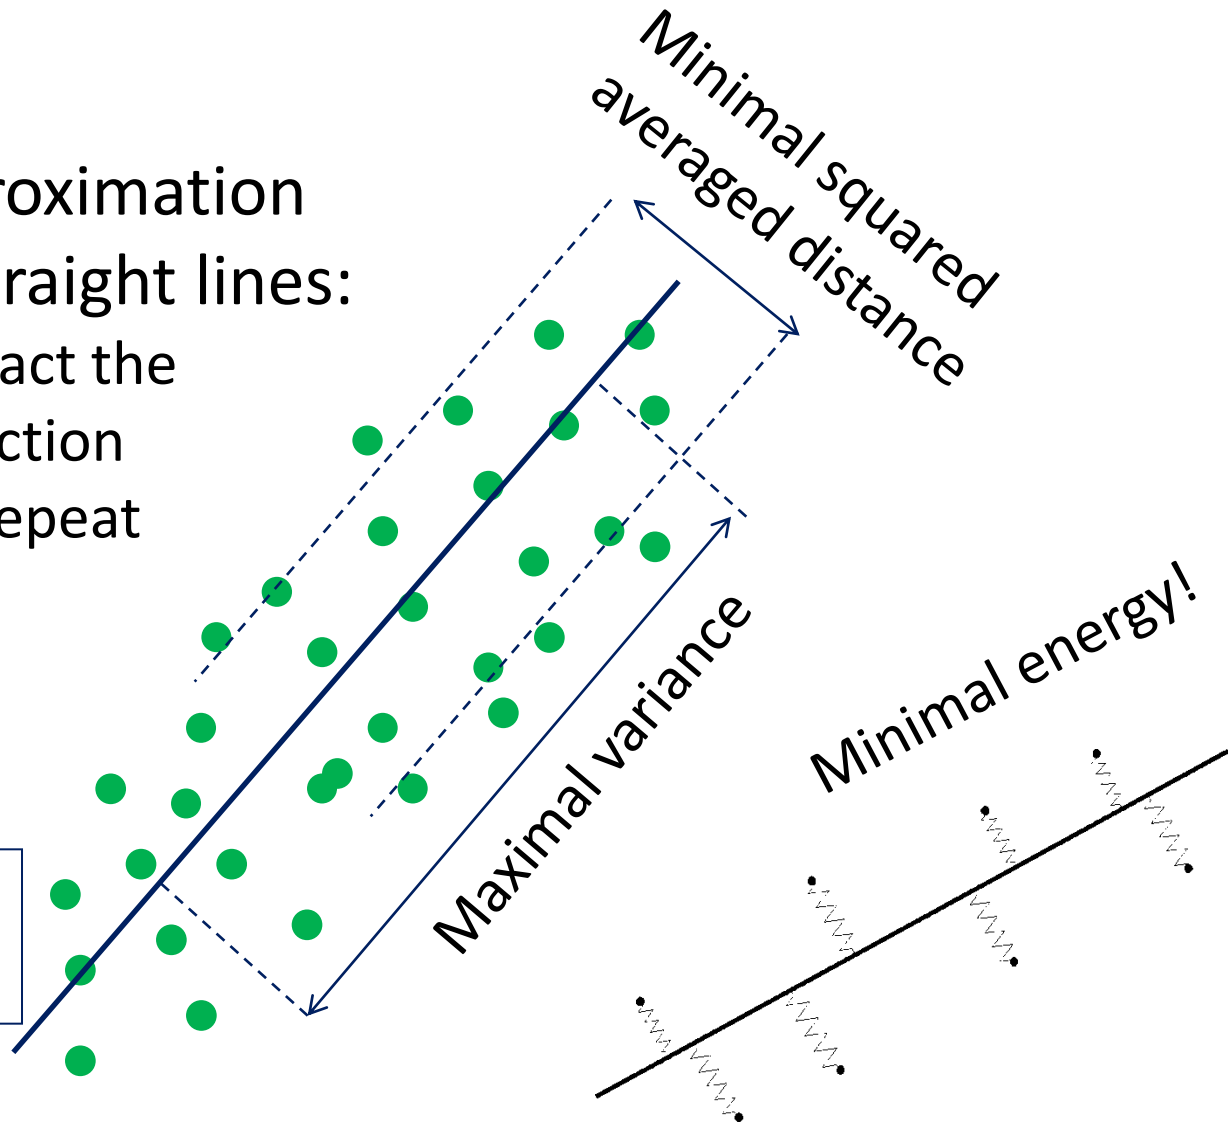 Minimal squared
averaged distance
roximation
raight lines:
act the
ction
epeat
Maximal variance
Minimal energy!